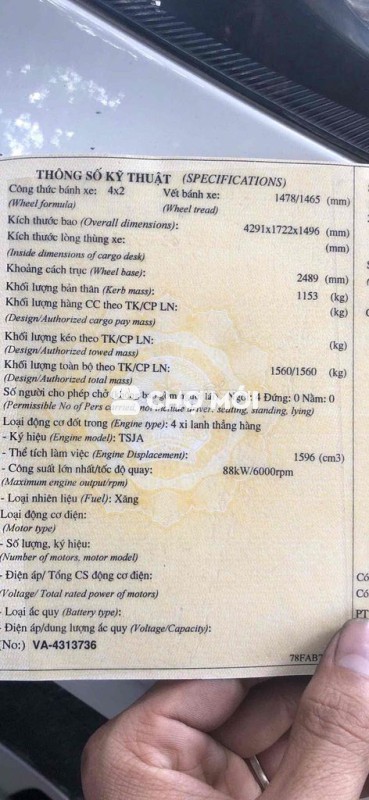 THÔNG SỐ KỸ THUẬT (SPECIFICATIONS)
Công thức bánh xe: 4x2 Vết bánh xe: 1478/1465 (mm)
(Wheel formula) (Wheel tread)
Kích thước bao (Overall dimensions): 4291x1722x1496 (mm)
Kích thước lòng thùng xe: (mm)
(Inside dimensions of cargo desk)
Khoảng cách trục (Wheel base): 2489 (mm)
Khối lượng bản thân (Kerb mass): 1153 (kg)
Khối lượng hàng CC theo TK/CP LN: (kg)
(Design/Authorized cargo pay mass)
Khối lượng kéo theo TK/CP LN: (kg)
(Design/Authorized towed mass)
Khối lượng toàn bộ theo TK/CP LN: 1560/1560 (kg)
(Design/Authorized total mass)
Số người cho phép chở Đứng: 0 Nằm: 0
CHỢ TỐT
(Permissible No of Pers not include driver, seating, standing, lying)
Loại động cơ đốt trong (Engine type): 4 xi lanh thẳng hàng
- Ký hiệu (Engine model): TSJA
- Thể tích làm việc (Engine Displacement): 1596 (cm3)
- Công suất lớn nhất/tốc độ quay: 88kW/6000rpm
(Maximum engine output/rpm)
- Loại nhiên liệu (Fuel): Xăng
Loại động cơ điện:
(Motor type)
- Số lượng, ký hiệu:
(Number of motors, motor model)
- Điện áp/ Tổng CS động cơ điện:
(Voltage/ Total rated power of motors)
- Loại ắc quy (Battery type):
- Điện áp/dung lượng ắc quy (Voltage/Capacity):
(No:) VA-4313736
78FAB
Có
Có
PT